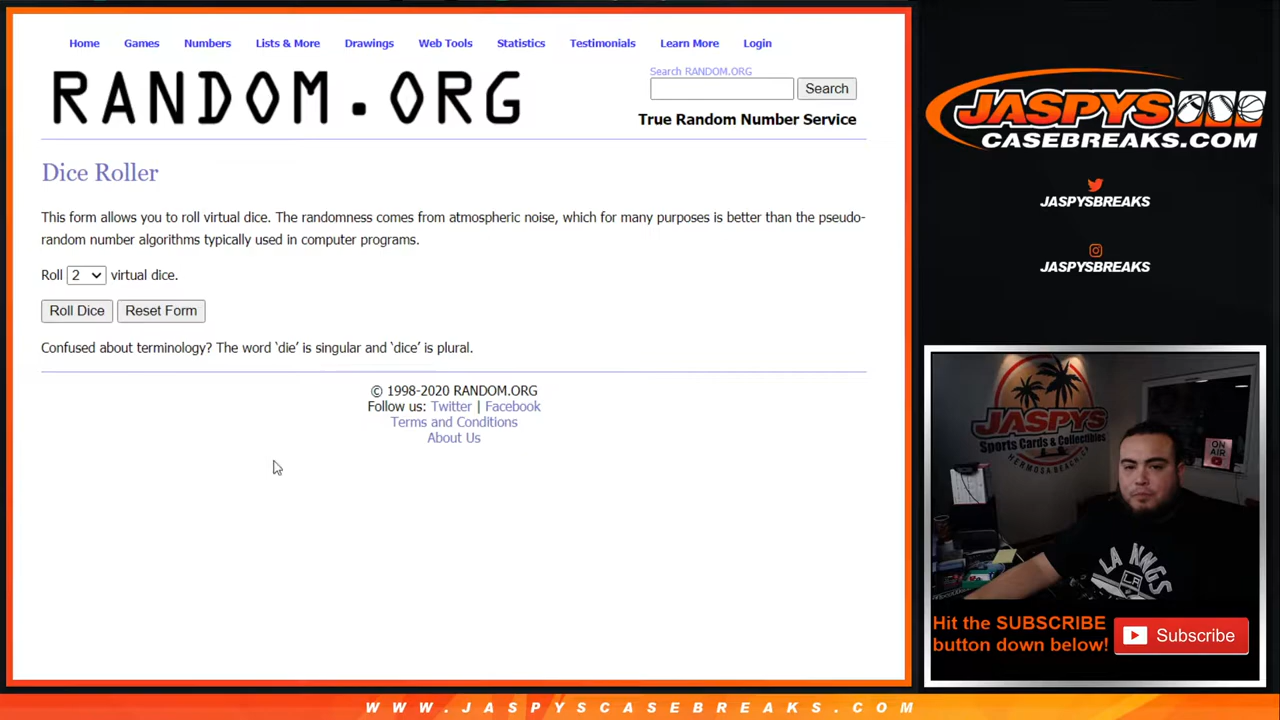 Home Games Numbers Lists & More Drawings Web Tools Statistics Testimonials Learn More Login
RANDOM.ORG
Search RANDOM.ORG
Search
True Random Number Service
Dice Roller
This form allows you to roll virtual dice. The randomness comes from atmospheric noise, which for many purposes is better than the pseudo-
random number algorithms typically used in computer programs.
Roll 2 virtual dice.
Roll Dice Reset Form
Confused about terminology? The word ‘die’ is singular and ‘dice’ is plural.
© 1998-2020 RANDOM.ORG
Follow us: Twitter | Facebook
Terms and Conditions
About Us
JASPYS
CASEBREAKS.COM
JASPYSBREAKS
JASPYSBREAKS
JASPYS
Sports Cards & Collectibles
HERMOSA BEACH, CA
ON
AIR
LA KNGS
LA
Hit the SUBSCRIBE
button down below!
Subscribe
WWW.JASPYSCASEBREAKS.COM